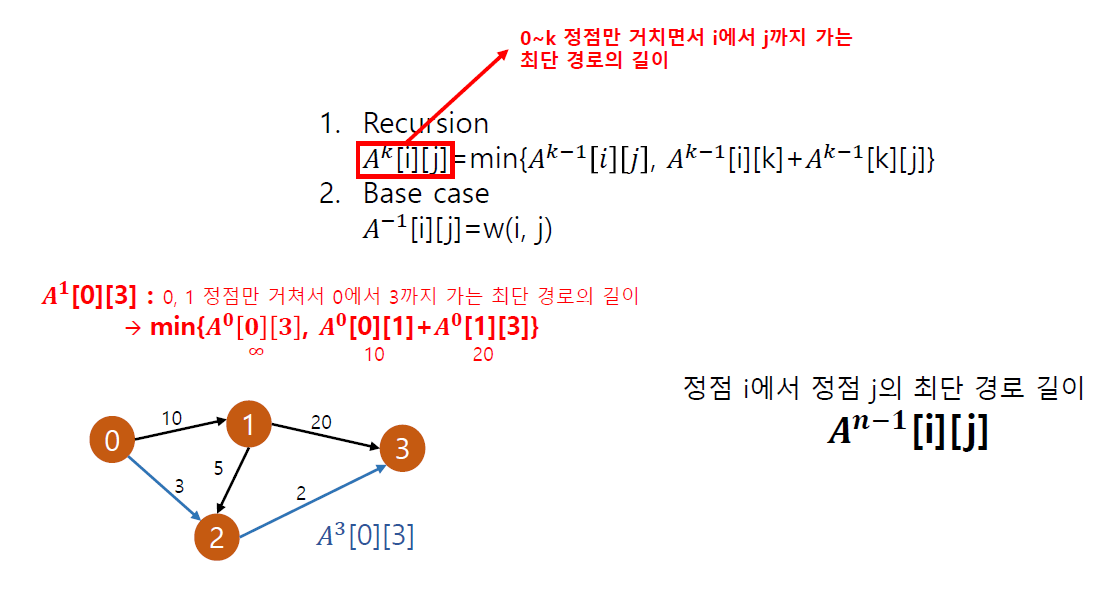 0~k 정점만 거치면서 i에서 j까지 가는
최단 경로의 길이
1. Recursion
A^k[i][j]=min{A^{k-1}[i][j], A^{k-1}[i][k]+A^{k-1}[k][j]}
2. Base case
A^{-1}[i][j]=w(i, j)
A^1[0][3] : 0, 1 정점만 거쳐서 0에서 3까지 가는 최단 경로의 길이
→ min{A^0[0][3], A^0[0][1]+A^0[1][3]}
∞ 10 20
정점 i에서 정점 j의 최단 경로 길이
A^{n-1}[i][j]
10
1
20
0
3
5
3
2
2
A^3[0][3]